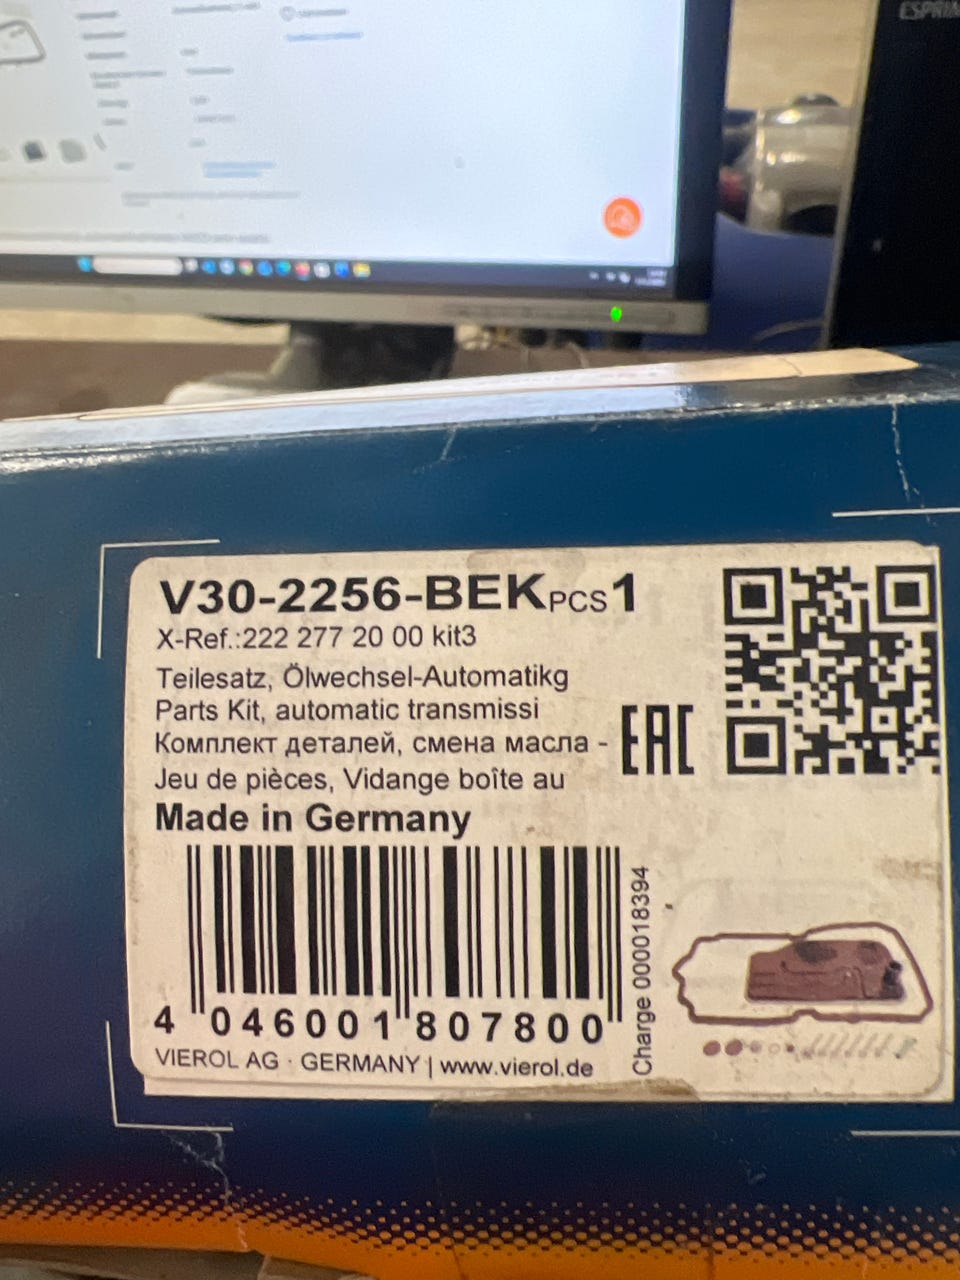 ESPRIM
V30-2256-BEK PCS 1
X-Ref.:222 277 20 00 kit3
Teilesatz, Ölwechsel-Automatikg
Parts Kit, automatic transmissi
Комплект деталей, смена масла -
Jeu de pièces, Vidange boîte au
EAC
Made in Germany
4 046001 807800
Charge 000018394
VIEROL AG · GERMANY | www.vierol.de